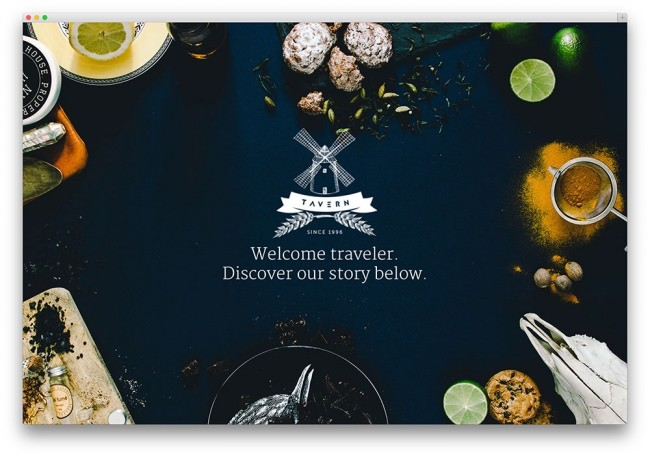 HOUSE PROPER
TAVERN
SINCE 1996
Welcome traveler.
Discover our story below.